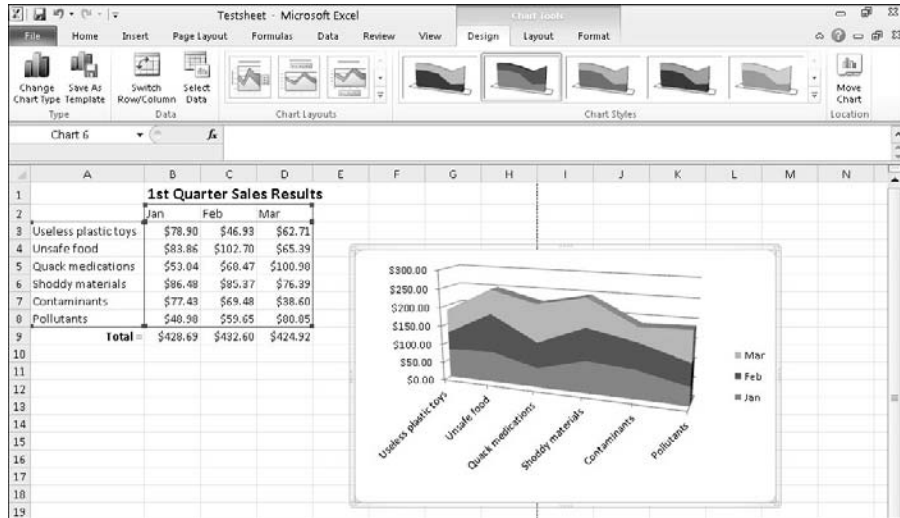 Testsheet - Microsoft Excel
Chart Tools
File Home Insert Page Layout Formulas Data Review View Design Layout Format
Change Chart Type
Save As Template
Switch Row/Column
Select Data
Move Chart
Type Data Chart Layouts Chart Styles Location
Chart 6 fx
A B C D E F G H I J K L M N
1 1st Quarter Sales Results
2 Jan Feb Mar
3 Useless plastic toys $78.90 $46.93 $62.71
4 Unsafe food $83.86 $102.70 $65.39
5 Quack medications $53.04 $68.47 $100.98
6 Shoddy materials $86.48 $85.37 $76.39
7 Contaminants $77.43 $69.48 $38.60
8 Pollutants $48.98 $59.65 $80.85
9 Total = $428.69 $432.60 $424.92
10
11
12
13
14
15
16
17
18
19
$300.00
$250.00
$200.00
$150.00
$100.00
$50.00
$0.00
Useless plastic toys
Unsafe food
Quack medications
Shoddy materials
Contaminants
Pollutants
Mar
Feb
Jan